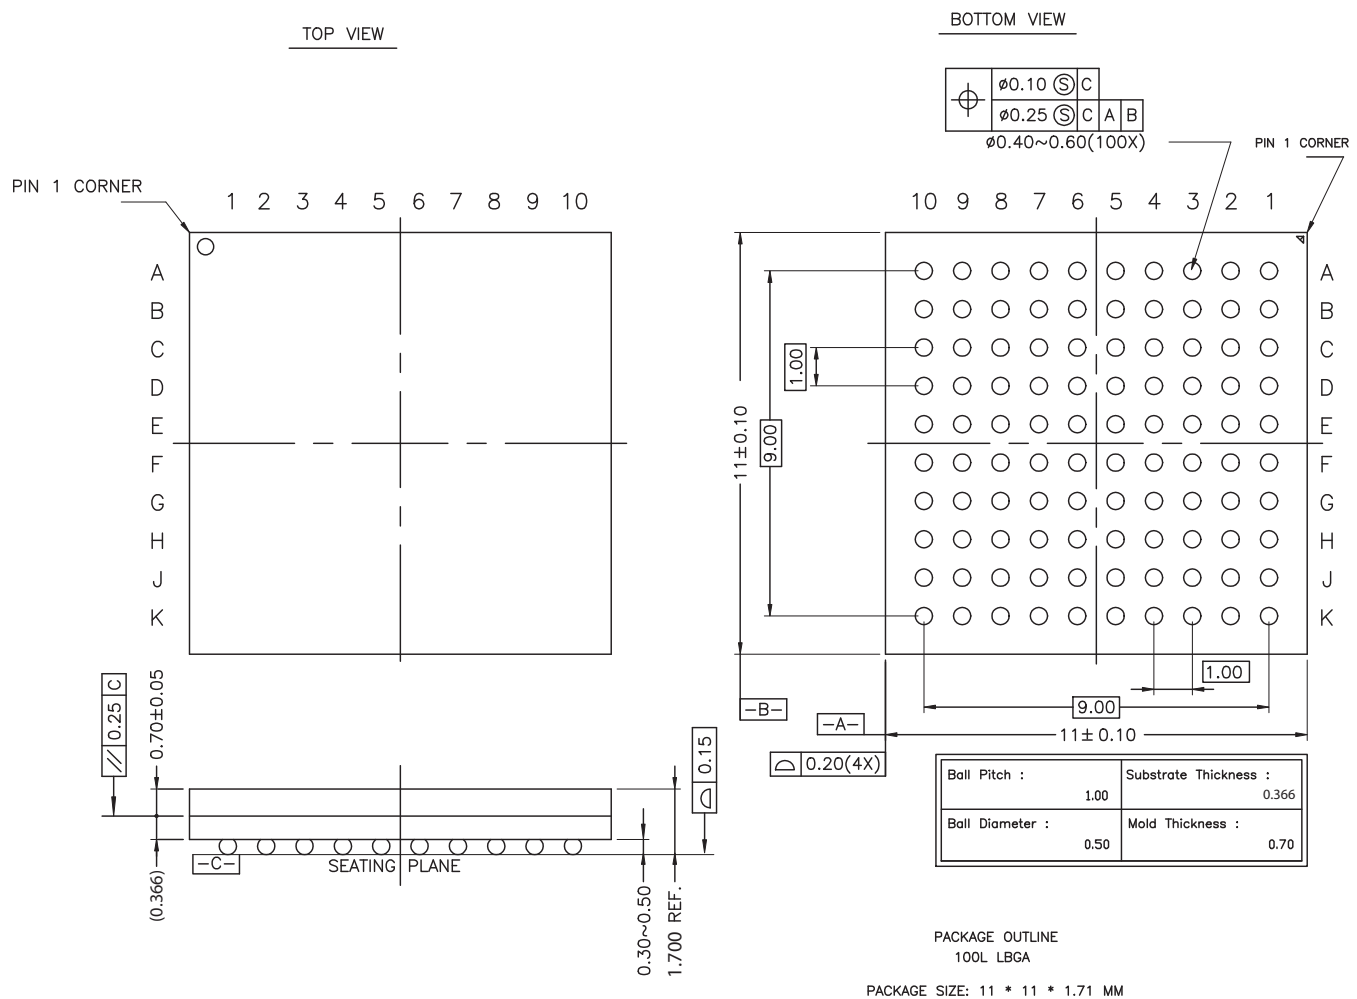 TOP VIEW
BOTTOM VIEW
⌀0.10 Ⓢ C
⌀0.25 Ⓢ C A B
⌀0.40~0.60(100X)
PIN 1 CORNER
PIN 1 CORNER
1 2 3 4 5 6 7 8 9 10
10 9 8 7 6 5 4 3 2 1
A
B
C
D
E
F
G
H
J
K
A
B
C
D
E
F
G
H
J
K
1.00
9.00
11±0.10
1.00
9.00
11±0.10
-B-
-A-
0.20(4X)
// 0.25 C
0.70±0.05
(0.366)
-C-
SEATING PLANE
0.15
0.30~0.50
1.700 REF.
Ball Pitch :
1.00
Substrate Thickness :
0.366
Ball Diameter :
0.50
Mold Thickness :
0.70
PACKAGE OUTLINE
100L LBGA
PACKAGE SIZE: 11 * 11 * 1.71 MM